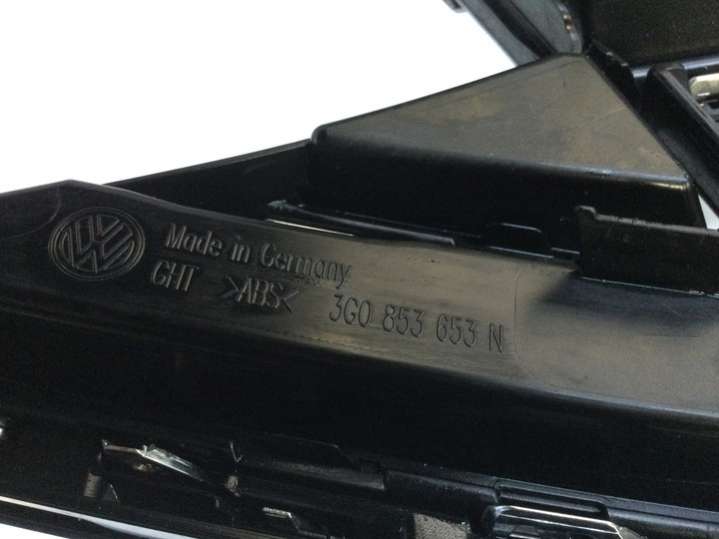 Made in Germany
GHT >ABS<
3G0 853 653 N